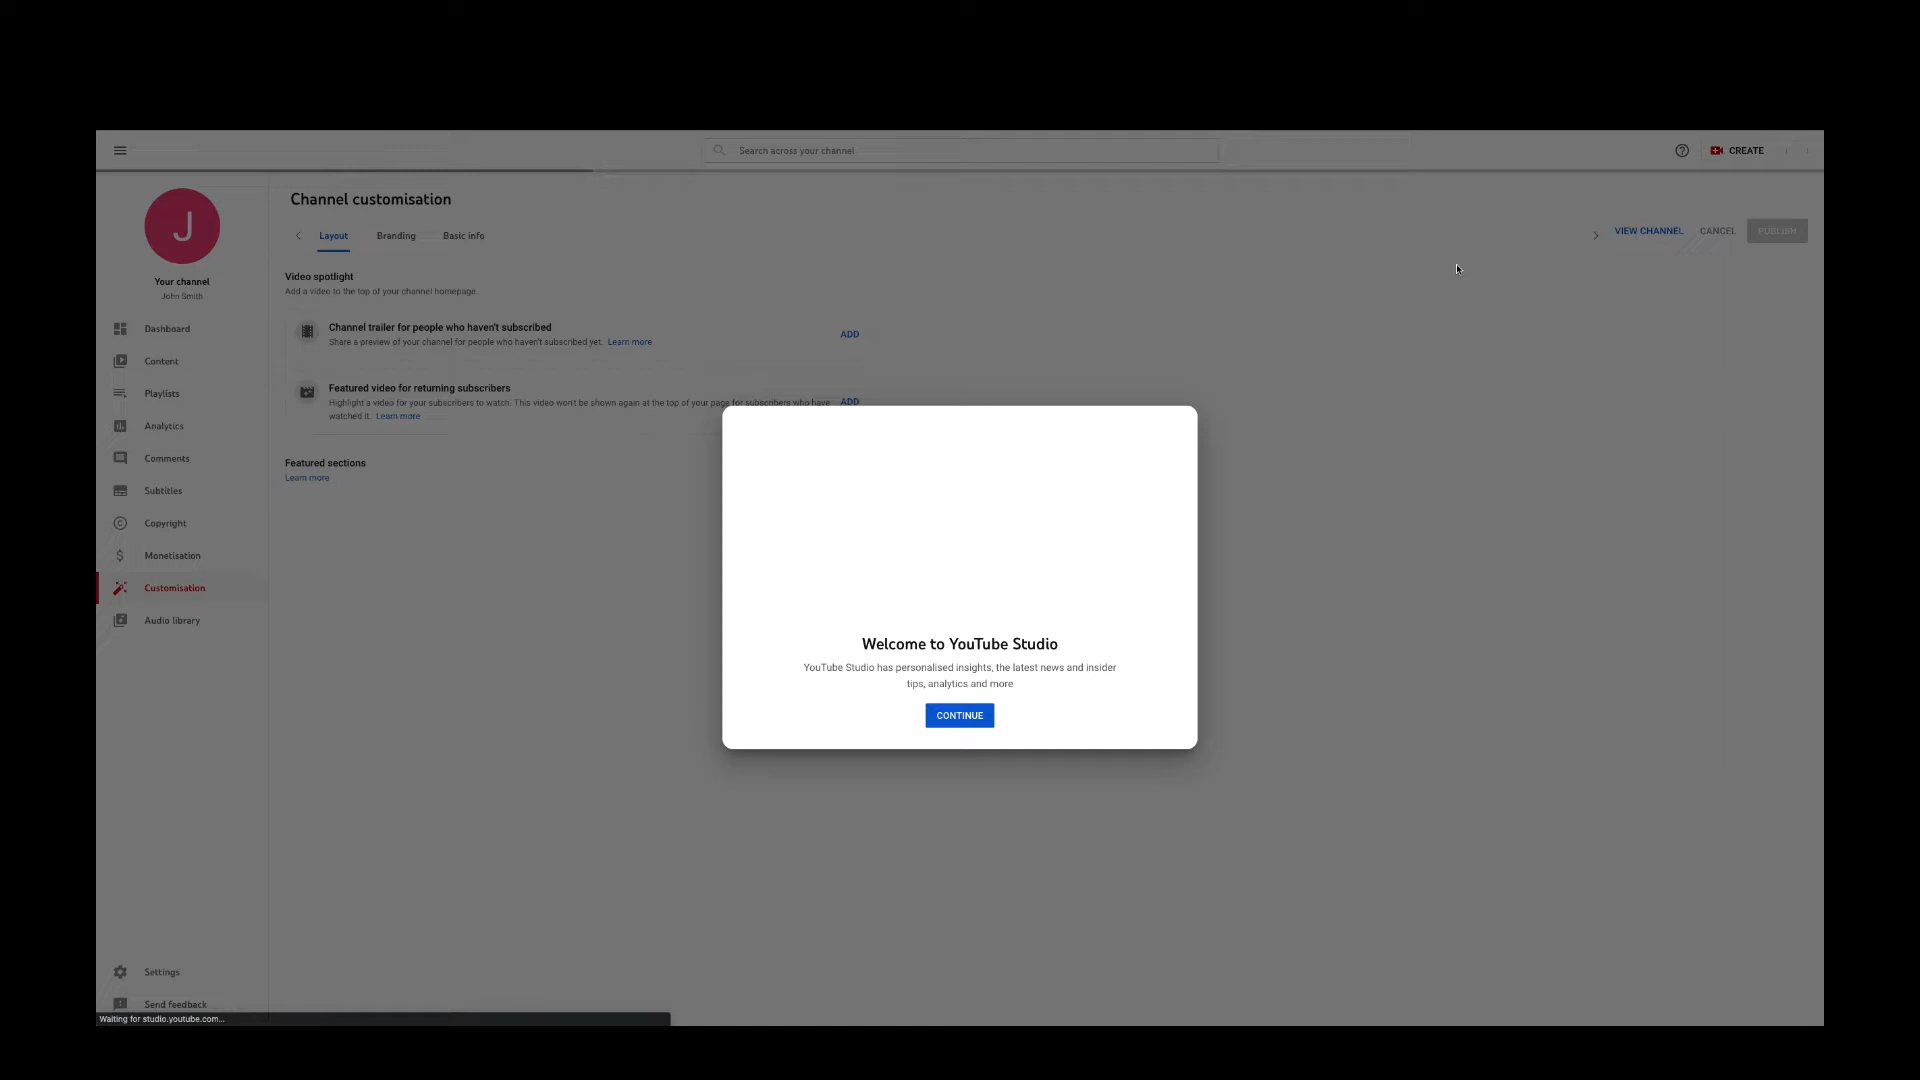 Search across your channel
CREATE
J
Your channel
John Smith
Dashboard
Content
Playlists
Analytics
Comments
Subtitles
Copyright
Monetisation
Customisation
Audio library
Settings
Send feedback
Channel customisation
Layout
Branding
Basic info
VIEW CHANNEL
CANCEL
PUBLISH
Video spotlight
Add a video to the top of your channel homepage.
Channel trailer for people who haven't subscribed
Share a preview of your channel for people who haven't subscribed yet. Learn more
ADD
Featured video for returning subscribers
Highlight a video for your subscribers to watch. This video won't be shown again at the top of your page for subscribers who have
watched it. Learn more
ADD
Featured sections
Learn more
Welcome to YouTube Studio
YouTube Studio has personalised insights, the latest news and insider
tips, analytics and more
CONTINUE
Waiting for studio.youtube.com...